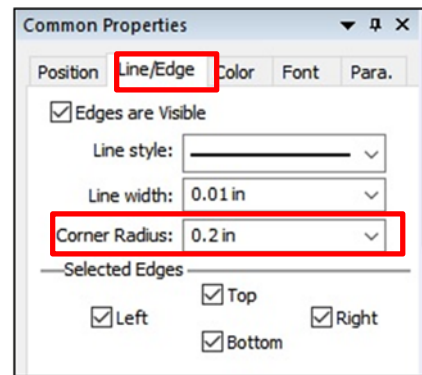 Common Properties
Position Line/Edge Color Font Para.
Edges are Visible
Line style:
Line width: 0.01 in
Corner Radius: 0.2 in
Selected Edges
Top
Left Right
Bottom